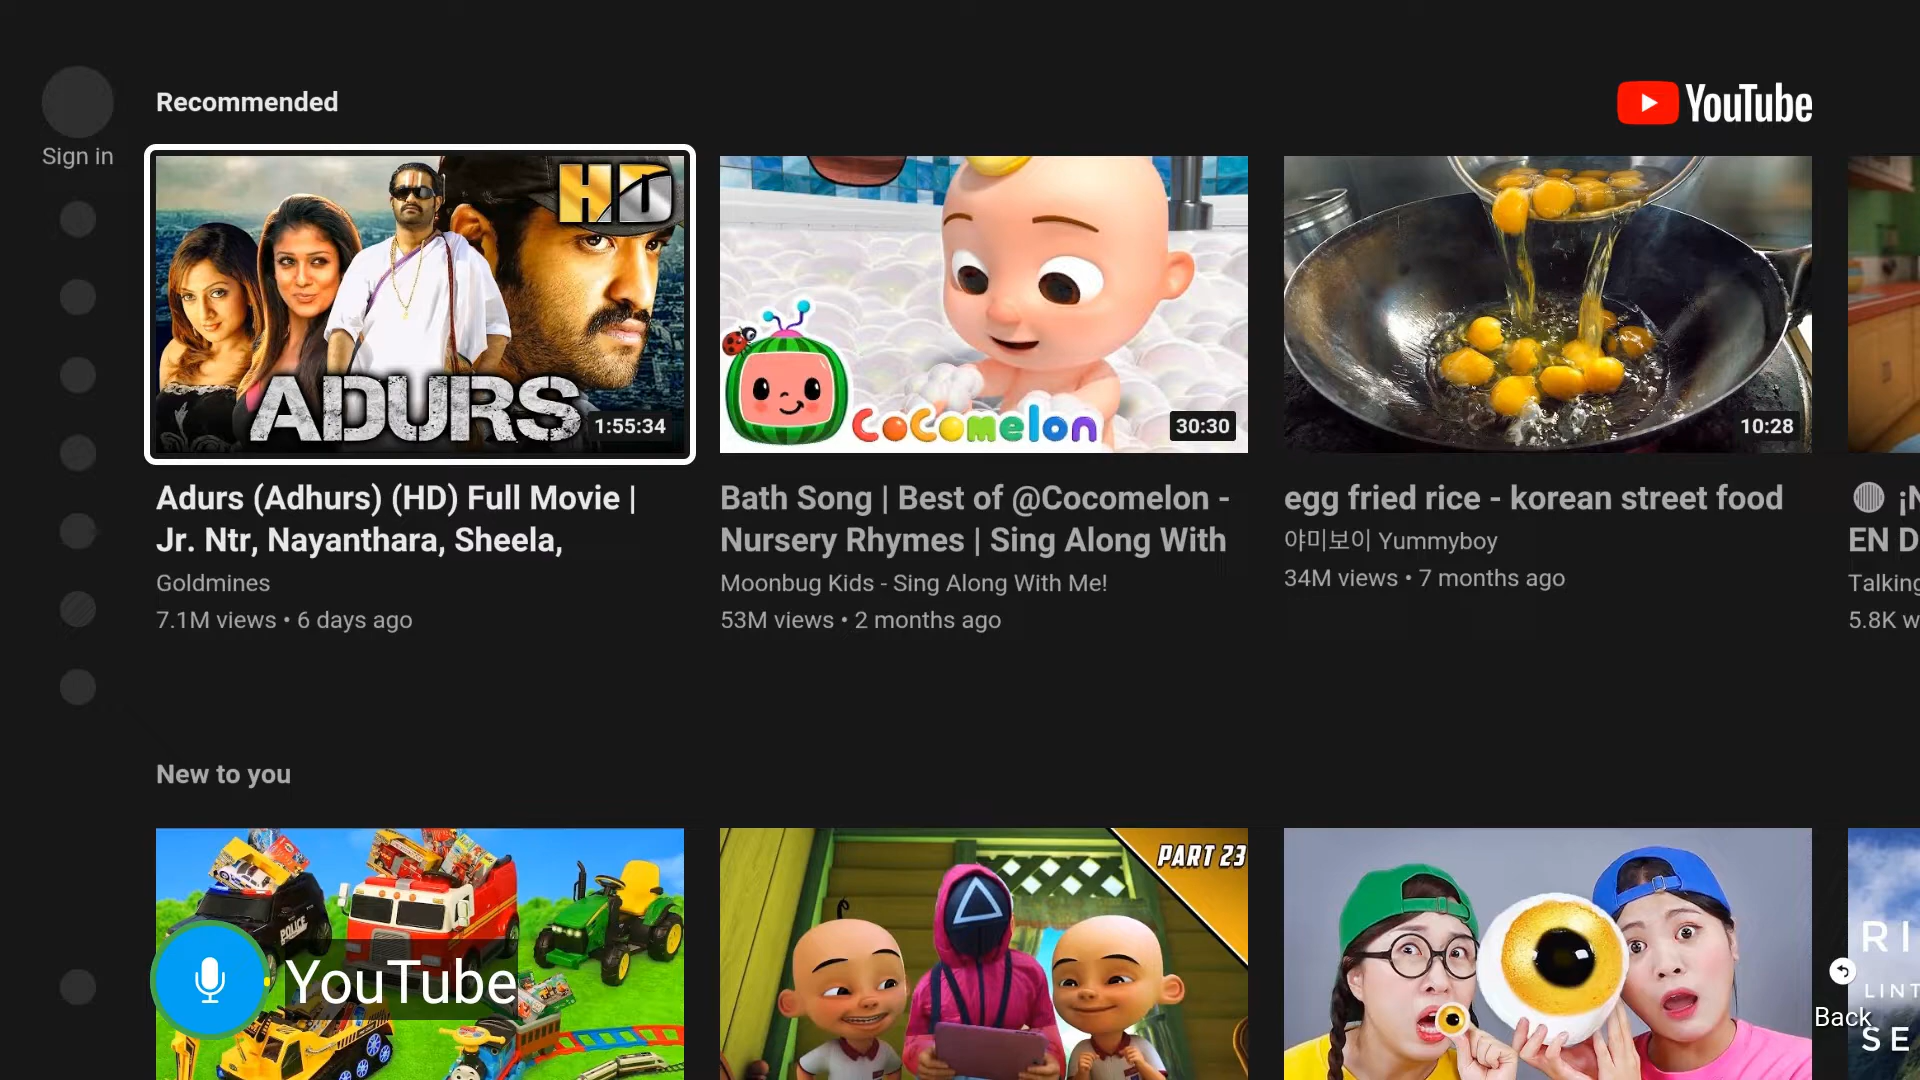 Recommended
YouTube
Sign in
HD
ADURS
1:55:34
CoComelon
30:30
10:28
Adurs (Adhurs) (HD) Full Movie |
Jr. Ntr, Nayanthara, Sheela,
Goldmines
7.1M views • 6 days ago
Bath Song | Best of @Cocomelon -
Nursery Rhymes | Sing Along With
Moonbug Kids - Sing Along With Me!
53M views • 2 months ago
egg fried rice - korean street food
야미보이 Yummyboy
34M views • 7 months ago
EN D
Talking
5.8K w
New to you
POLICE
PART 23
YouTube
RI
LINT
Back
SE